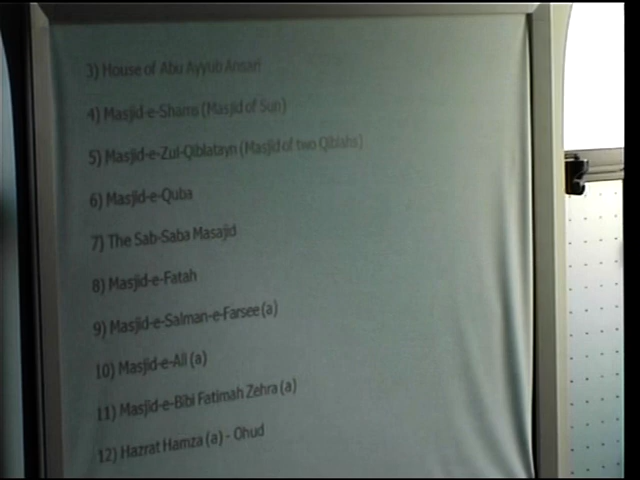 3) House of Abu Ayyub Ansari
4) Masjid-e-Shams (Masjid of Sun)
5) Masjid-e-Zul-Qiblatayn (Masjid of two Qiblahs)
6) Masjid-e-Quba
7) The Sab-Saba Masajid
8) Masjid-e-Fatah
9) Masjid-e-Salman-e-Farsee (a)
10) Masjid-e-Ali (a)
11) Masjid-e-Bibi Fatimah Zehra (a)
12) Hazrat Hamza (a) - Ohud